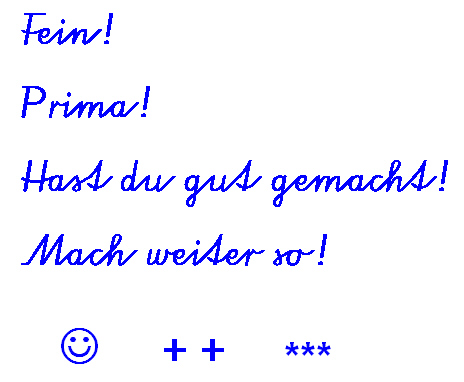 Fein!
Prima!
Hast du gut gemacht!
Mach weiter so!
☺ + + ***